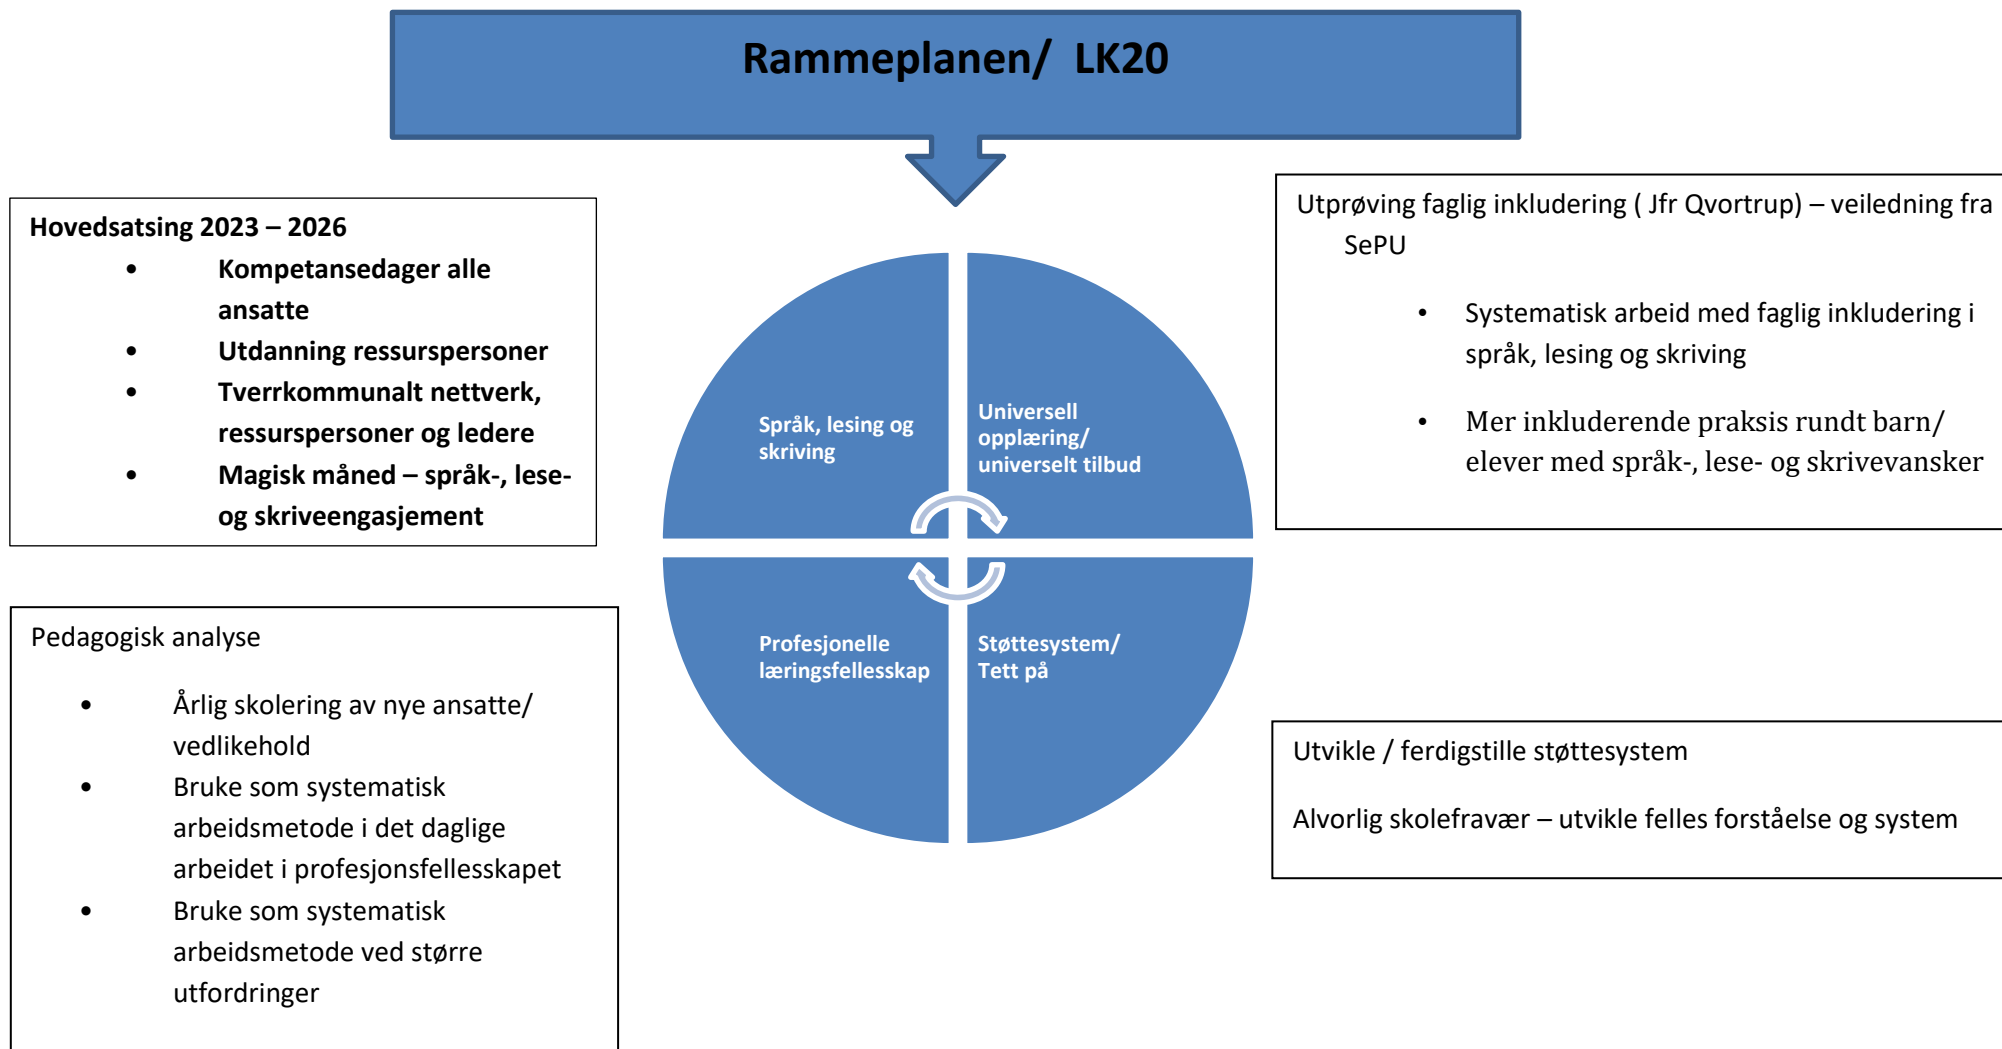 Rammeplanen/ LK20
Hovedsatsing 2023 – 2026
• Kompetansedager alle
ansatte
• Utdanning ressurspersoner
• Tverrkommunalt nettverk,
ressurspersoner og ledere
• Magisk måned – språk-, lese-
og skriveengasjement
Utprøving faglig inkludering ( Jfr Qvortrup) – veiledning fra
SePU
• Systematisk arbeid med faglig inkludering i
språk, lesing og skriving
• Mer inkluderende praksis rundt barn/
elever med språk-, lese- og skrivevansker
Språk, lesing og
skriving
Universell
opplæring/
universelt tilbud
Profesjonelle
læringsfellesskap
Støttesystem/
Tett på
Pedagogisk analyse
• Årlig skolering av nye ansatte/
vedlikehold
• Bruke som systematisk
arbeidsmetode i det daglige
arbeidet i profesjonsfellesskapet
• Bruke som systematisk
arbeidsmetode ved større
utfordringer
Utvikle / ferdigstille støttesystem
Alvorlig skolefravær – utvikle felles forståelse og system